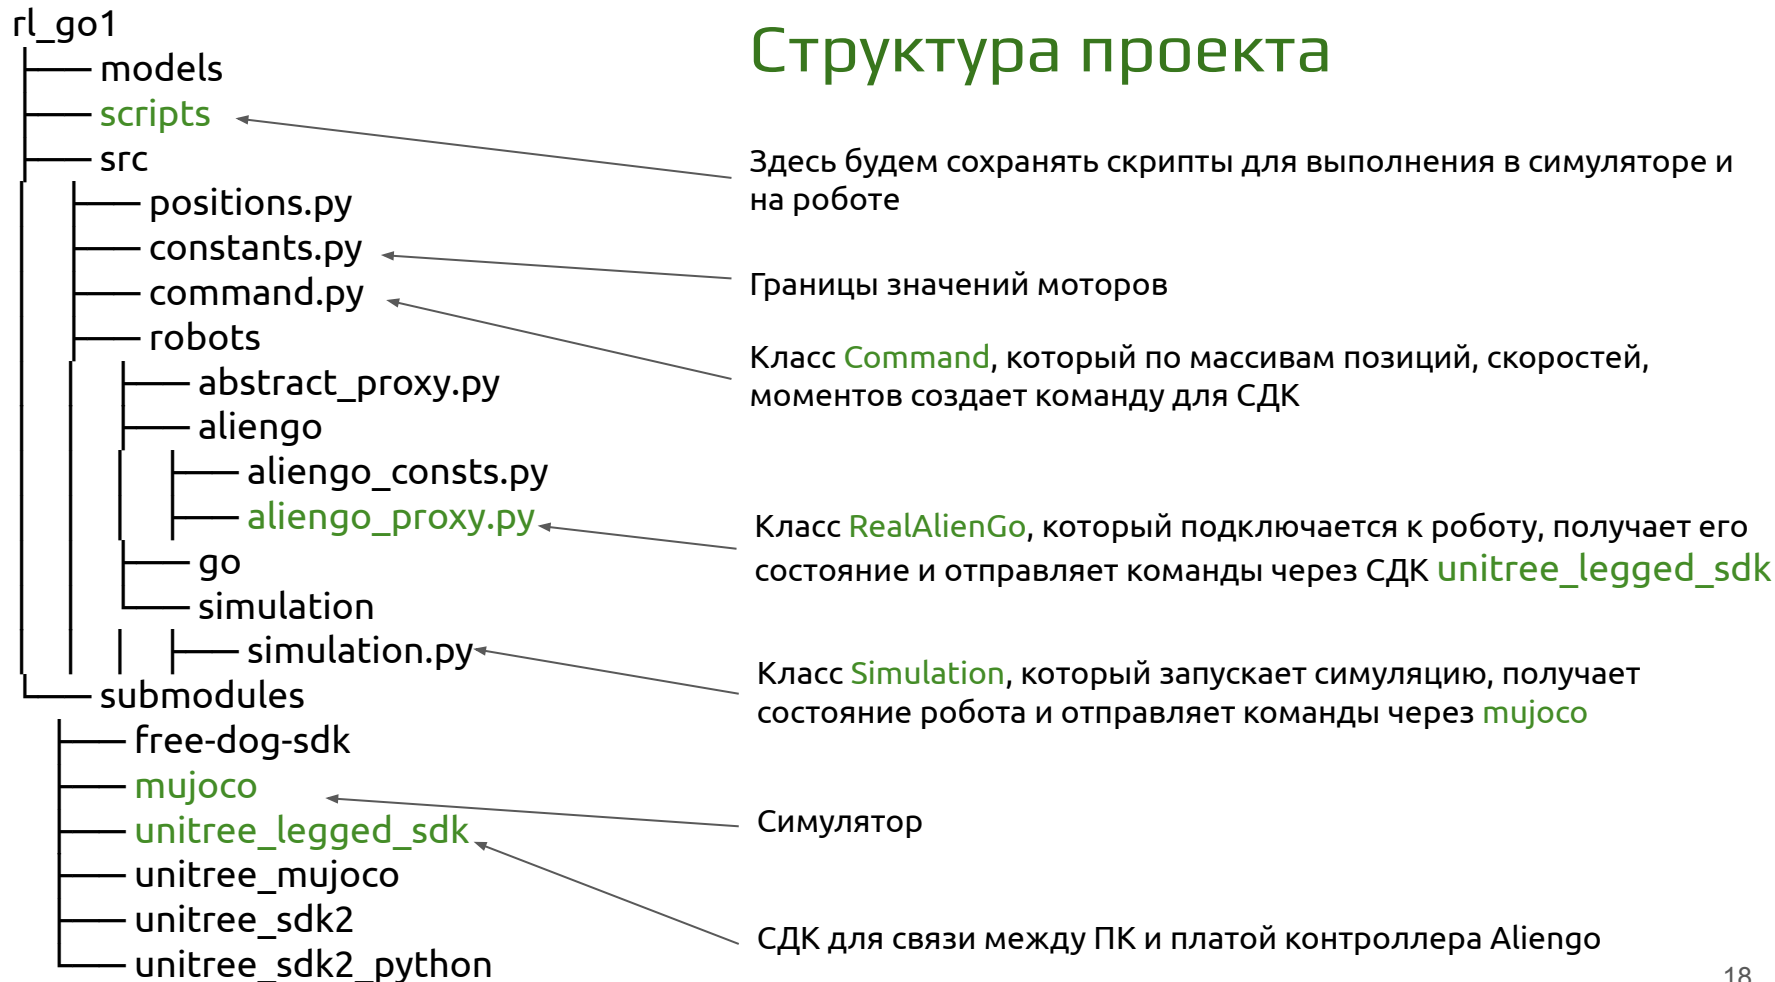 rl_go1
models
scripts
src
positions.py
constants.py
command.py
robots
abstract_proxy.py
aliengo
aliengo_consts.py
aliengo_proxy.py
go
simulation
simulation.py
submodules
free-dog-sdk
mujoco
unitree_legged_sdk
unitree_mujoco
unitree_sdk2
unitree_sdk2_python
Структура проекта
Здесь будем сохранять скрипты для выполнения в симуляторе и
на роботе
Границы значений моторов
Класс Command, который по массивам позиций, скоростей,
моментов создает команду для СДК
Класс RealAlienGo, который подключается к роботу, получает его
состояние и отправляет команды через СДК unitree_legged_sdk
Класс Simulation, который запускает симуляцию, получает
состояние робота и отправляет команды через mujoco
Симулятор
СДК для связи между ПК и платой контроллера Aliengo
18